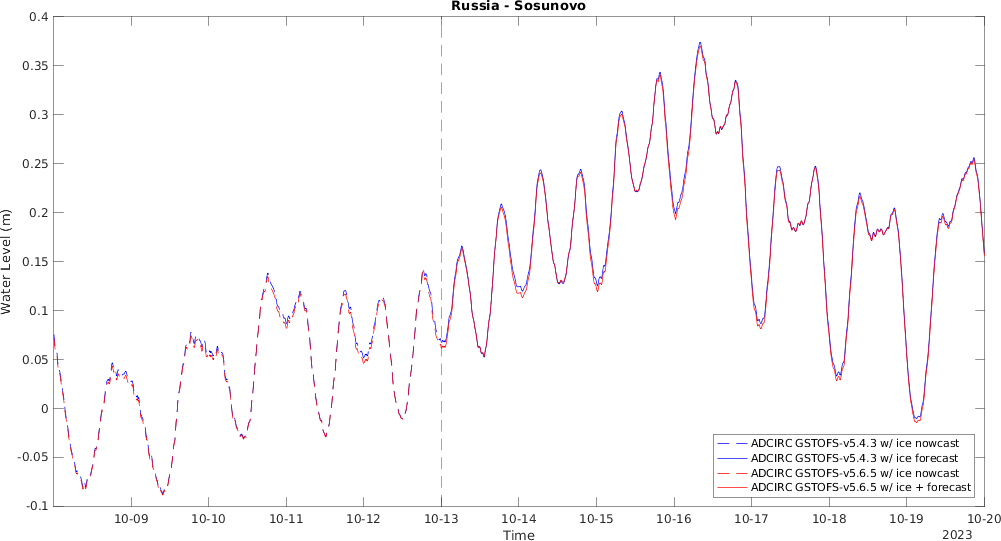 Russia - Sosunovo
0.4
0.35
0.3
0.25
0.2
0.15
0.1
0.05
0
-0.05
-0.1
Water Level (m)
ADCIRC GSTOFS-v5.4.3 w/ ice nowcast
ADCIRC GSTOFS-v5.4.3 w/ ice forecast
ADCIRC GSTOFS-v5.6.5 w/ ice nowcast
ADCIRC GSTOFS-v5.6.5 w/ ice + forecast
10-09 10-10 10-11 10-12 10-13 10-14 10-15 10-16 10-17 10-18 10-19 10-20
Time
2023